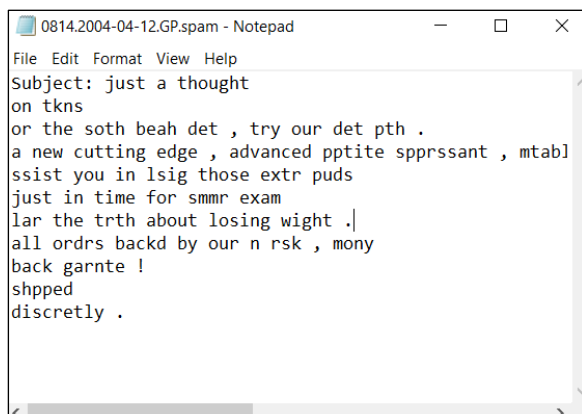 0814.2004-04-12.GP.spam - Notepad
File Edit Format View Help
Subject: just a thought
on tkns
or the soth beah det , try our det pth .
a new cutting edge , advanced pptite spprssant , mtabl
ssist you in lsig those extr puds
just in time for smmr exam
lar the trth about losing wight .
all ordrs backd by our n rsk , mony
back garnte !
shpped
discretly .